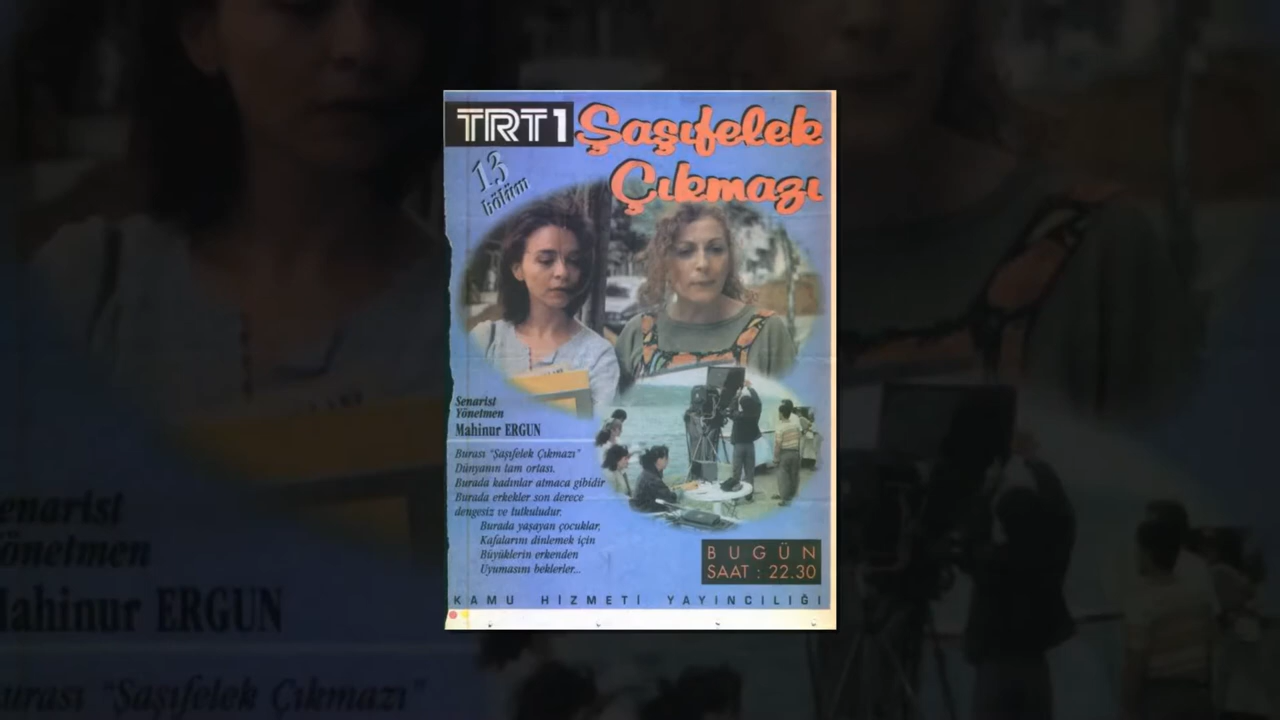 TRT 1
Şaşıfelek
Çıkmazı
13
bölüm
Senarist
Yönetmen
Mahinur ERGUN
Burası "Şaşıfelek Çıkmazı"
Dünyanın tam ortası.
Burada kadınlar atmaca gibidir
Burada erkekler son derece
dengesiz ve tutkuludur.
Burada yaşayan çocuklar,
Kafalarını dinlemek için
Büyüklerin erkenden
Uyumasını beklerler...
BUGÜN
SAAT : 22.30
KAMU HİZMETİ YAYINCILIĞI
enarist
önetmen
Mahinur ERGUN
urası "Şaşıfelek Çıkmazı"